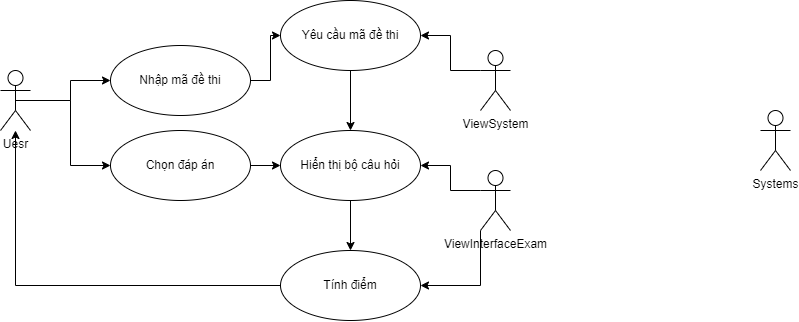 Yêu cầu mã đề thi
Nhập mã đề thi
ViewSystem
Uesr
Chọn đáp án
Hiển thị bộ câu hỏi
Systems
ViewInterfaceExam
Tính điểm